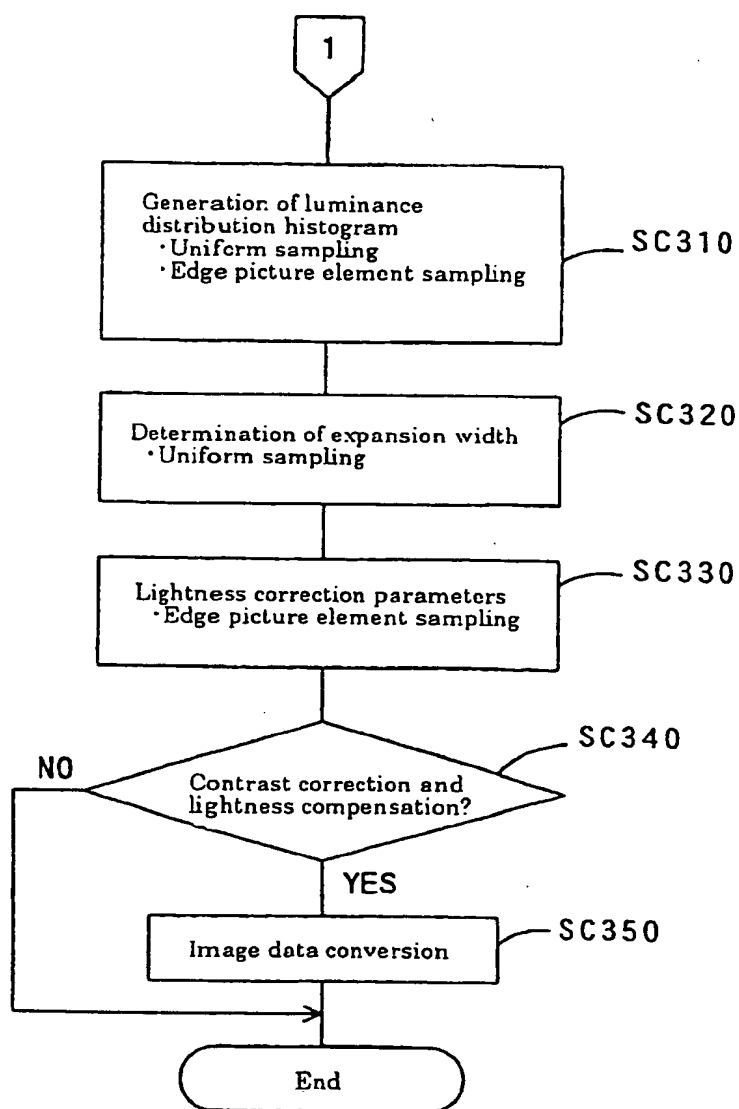 1
Generation of luminance
distribution histogram
·Uniform sampling
·Edge picture element sampling
SC310
Determination of expansion width
·Uniform sampling
SC320
Lightness correction parameters
·Edge picture element sampling
SC330
SC340
NO
Contrast correction and
lightness compensation?
YES
Image data conversion
SC350
End